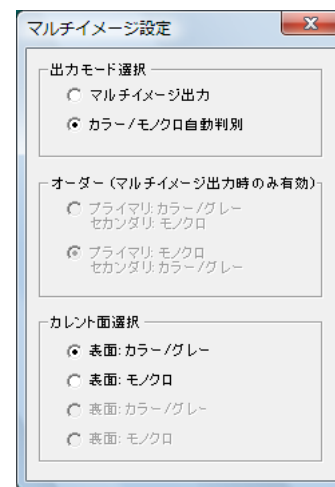 マルチイメージ設定
出力モード選択
マルチイメージ出力
カラー/モノクロ自動判別
オーダー(マルチイメージ出力時のみ有効)
プライマリ:カラー/グレー
セカンダリ:モノクロ
プライマリ:モノクロ
セカンダリ:カラー/グレー
カレント面選択
表面:カラー/グレー
表面:モノクロ
裏面:カラー/グレー
裏面:モノクロ